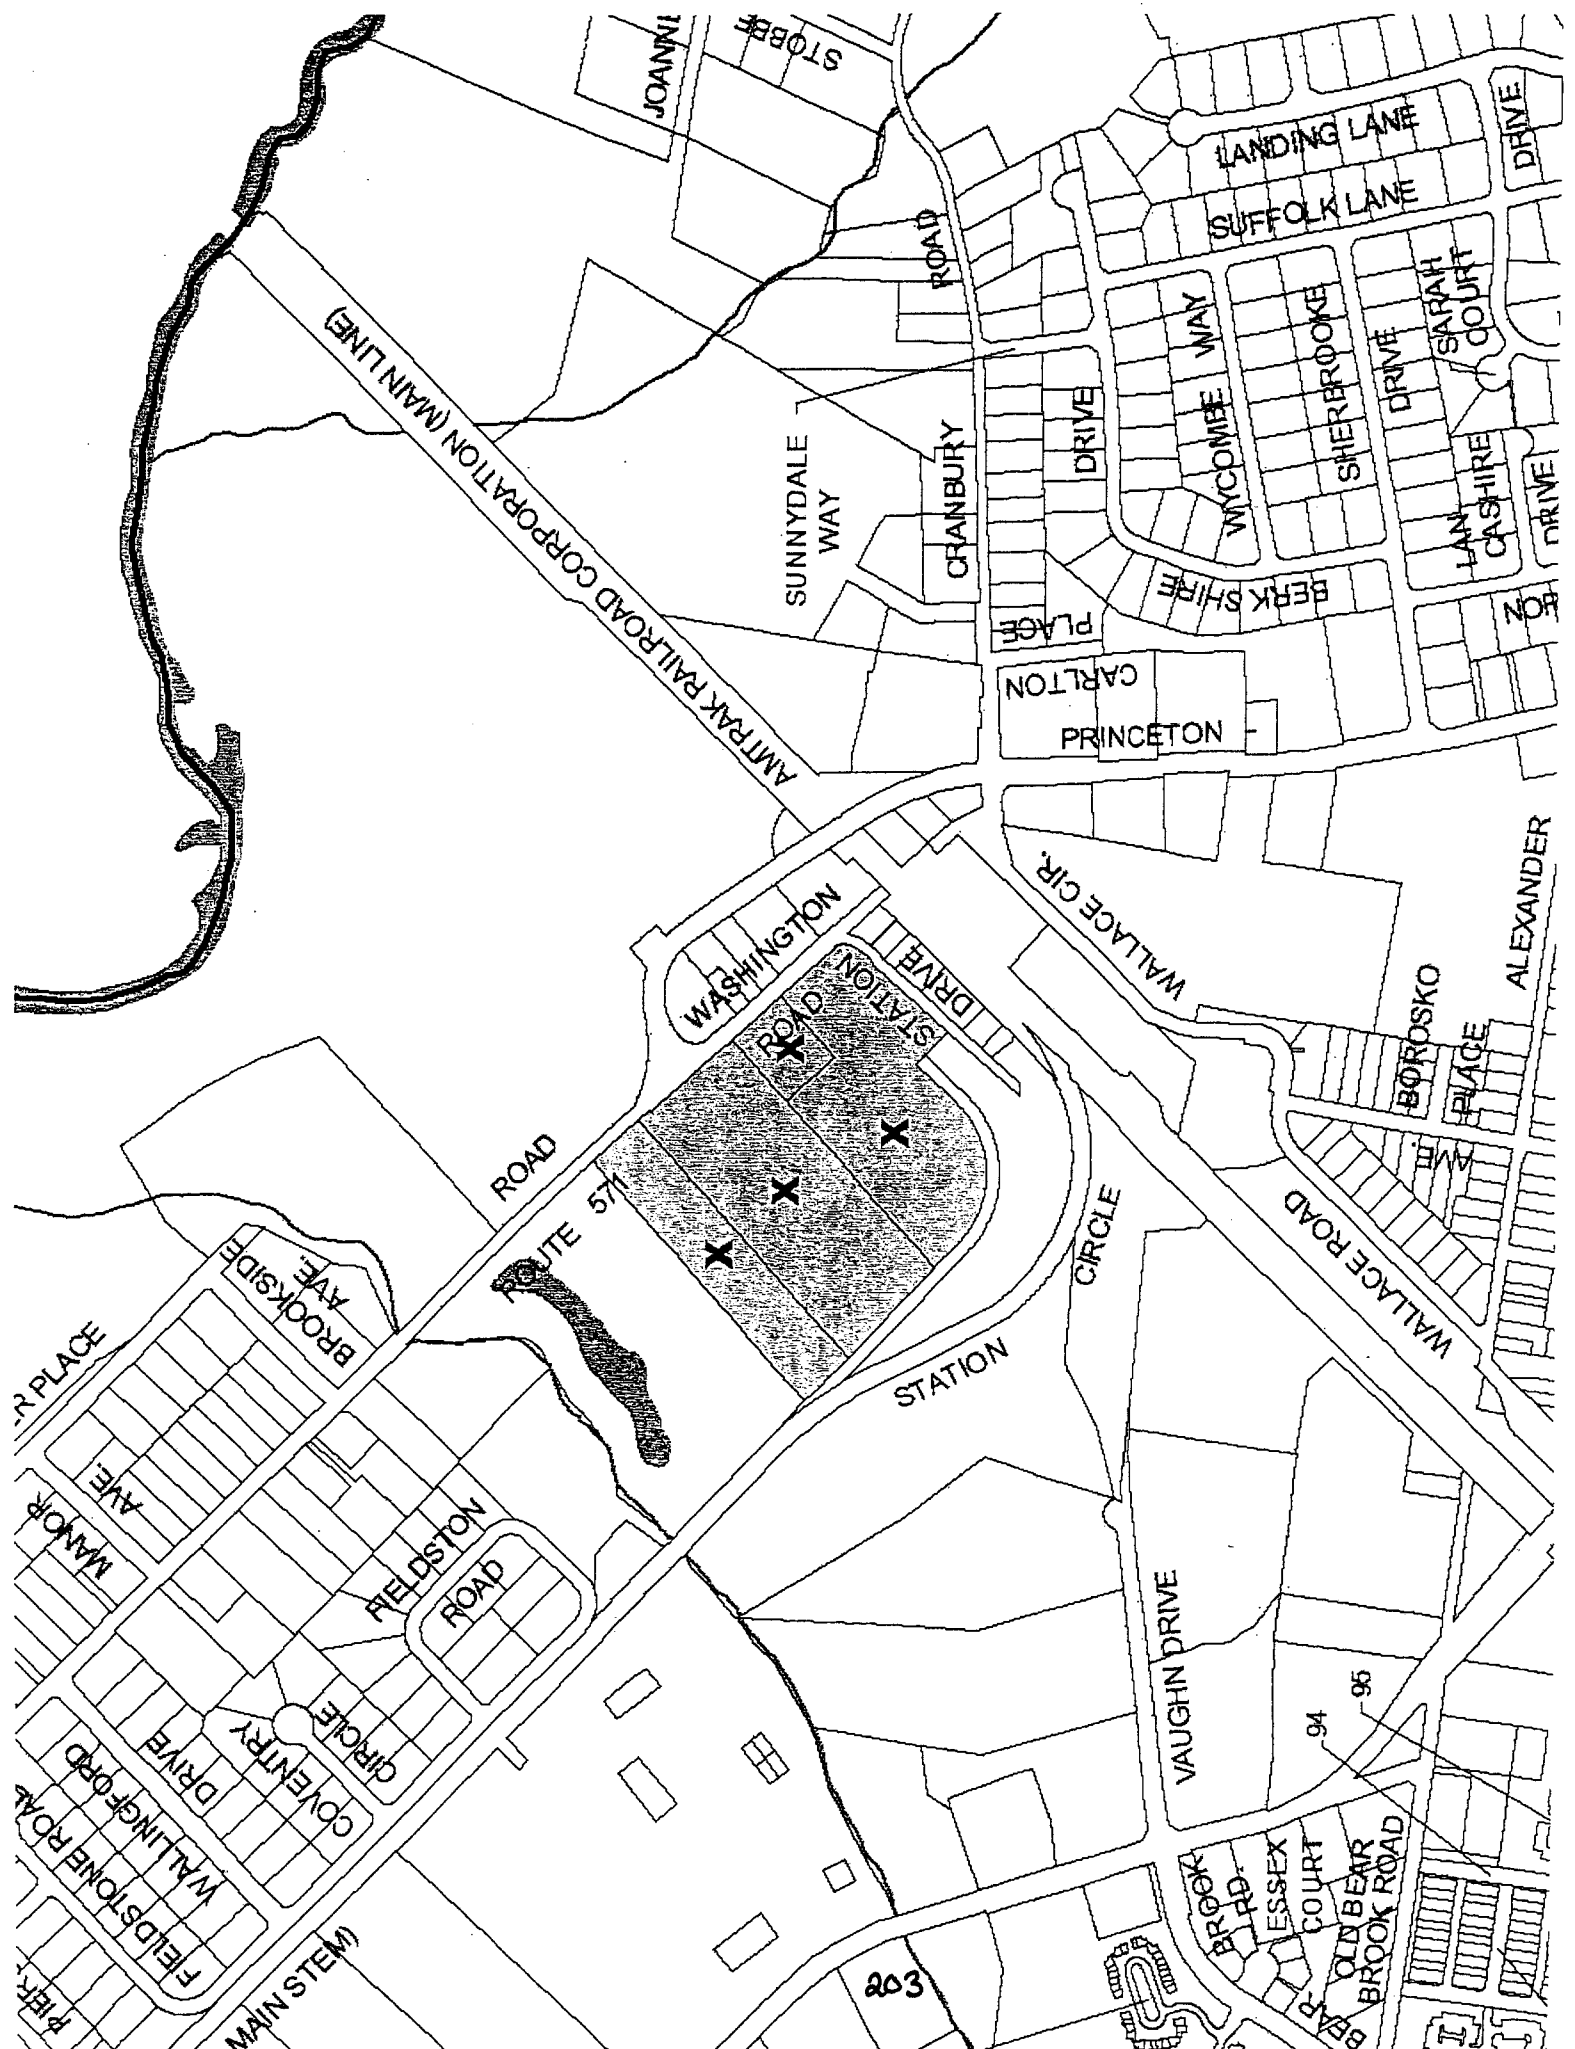 JOANNE
STOBBE
LANDING LANE
DRIVE
SUFFOLK LANE
ROAD
SARAH
COURT
AMTRAK RAILROAD CORPORATION (MAIN LINE)
WYCOMBE WAY
SHERBROOKE
DRIVE
DRIVE
SUNNYDALE
WAY
CRANBURY
LAN
CASHIRE
DRIVE
BERKSHIRE
PLACE
CARLTON
PRINCETON
ALEXANDER
WALLACE CIR.
WASHINGTON
ROAD
STATION
DRIVE
BOROSKO
PLACE
AVE.
X
X
X
X
ROAD
ROUTE 571
CIRCLE
STATION
WALLACE ROAD
BROOKSIDE
AVE.
R PLACE
MANOR
AVE.
FIELDSTON
ROAD
VAUGHN DRIVE
94
95
COVENTRY
CIRCLE
WALLINGFORD
DRIVE
FIELDSTONE ROAD
PIER
MAIN STEM)
203
BROOK
RD.
ESSEX
COURT
OLD BEAR
BROOK ROAD
BEAR